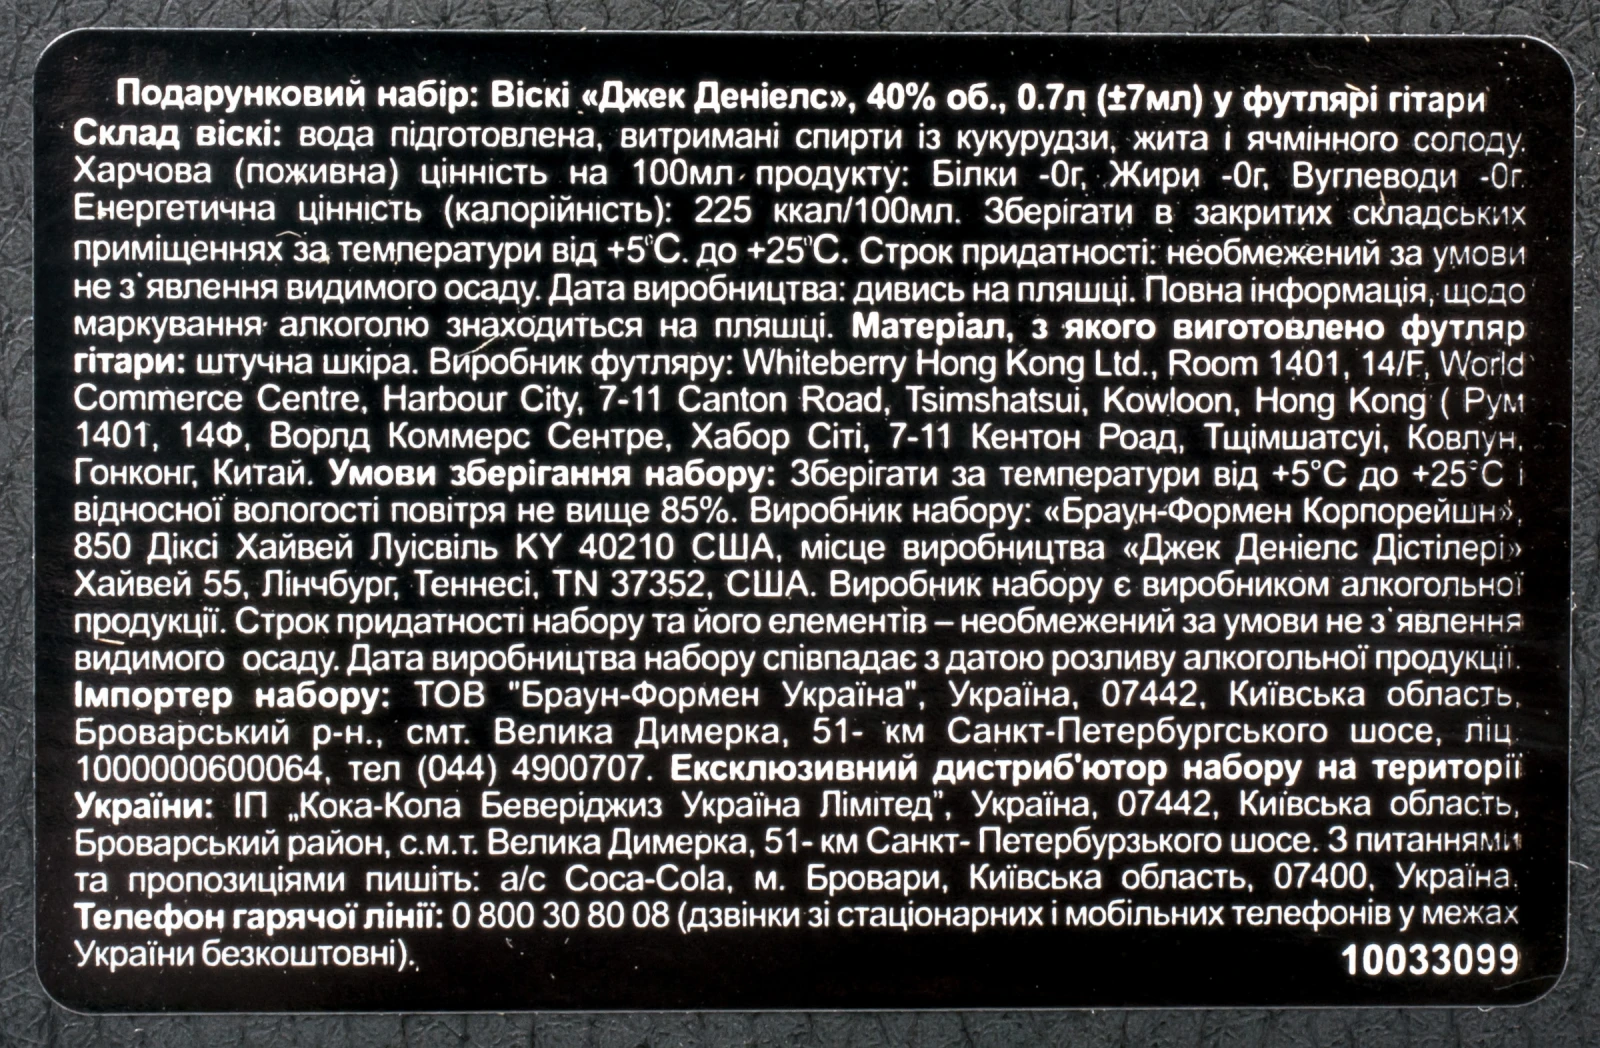 Подарунковий набір: Віскі «Джек Деніелс», 40% об., 0.7л (±7мл) у футлярі гітари
Склад віскі: вода підготовлена, витримані спирти із кукурудзи, жита і ячмінного солоду.
Харчова (поживна) цінність на 100мл продукту: Білки -0г, Жири -0г, Вуглеводи -0г.
Енергетична цінність (калорійність): 225 ккал/100мл. Зберігати в закритих складських
приміщеннях за температури від +5°С. до +25°С. Строк придатності: необмежений за умови
не з`явлення видимого осаду. Дата виробництва: дивись на пляшці. Повна інформація, щодо
маркування алкоголю знаходиться на пляшці. Матеріал, з якого виготовлено футляр
гітари: штучна шкіра. Виробник футляру: Whiteberry Hong Kong Ltd., Room 1401, 14/F, World
Commerce Centre, Harbour City, 7-11 Canton Road, Tsimshatsui, Kowloon, Hong Kong ( Рум
1401, 14Ф, Ворлд Коммерс Сентре, Хабор Сіті, 7-11 Кентон Роад, Тщімшатсуі, Ковлун,
Гонконг, Китай. Умови зберігання набору: Зберігати за температури від +5°С до +25°С і
відносної вологості повітря не вище 85%. Виробник набору: «Браун-Формен Корпорейшн»,
850 Діксі Хайвей Луісвіль KY 40210 США, місце виробництва «Джек Деніелс Дістілері»
Хайвей 55, Лінчбург, Теннесі, TN 37352, США. Виробник набору є виробником алкогольної
продукції. Строк придатності набору та його елементів – необмежений за умови не з`явлення
видимого осаду. Дата виробництва набору співпадає з датою розливу алкогольної продукції.
Імпортер набору: ТОВ "Браун-Формен Україна", Україна, 07442, Київська область,
Броварський р-н., смт. Велика Димерка, 51- км Санкт-Петербургського шосе, ліц.
1000000600064, тел (044) 4900707. Ексклюзивний дистриб'ютор набору на території
України: ІП „Кока-Кола Беверіджиз Україна Лімітед", Україна, 07442, Київська область,
Броварський район, с.м.т. Велика Димерка, 51- км Санкт- Петербурзького шосе. З питаннями
та пропозиціями пишіть: а/с Coca-Cola, м. Бровари, Київська область, 07400, Україна.
Телефон гарячої лінії: 0 800 30 80 08 (дзвінки зі стаціонарних і мобільних телефонів у межах
України безкоштовні).
10033099